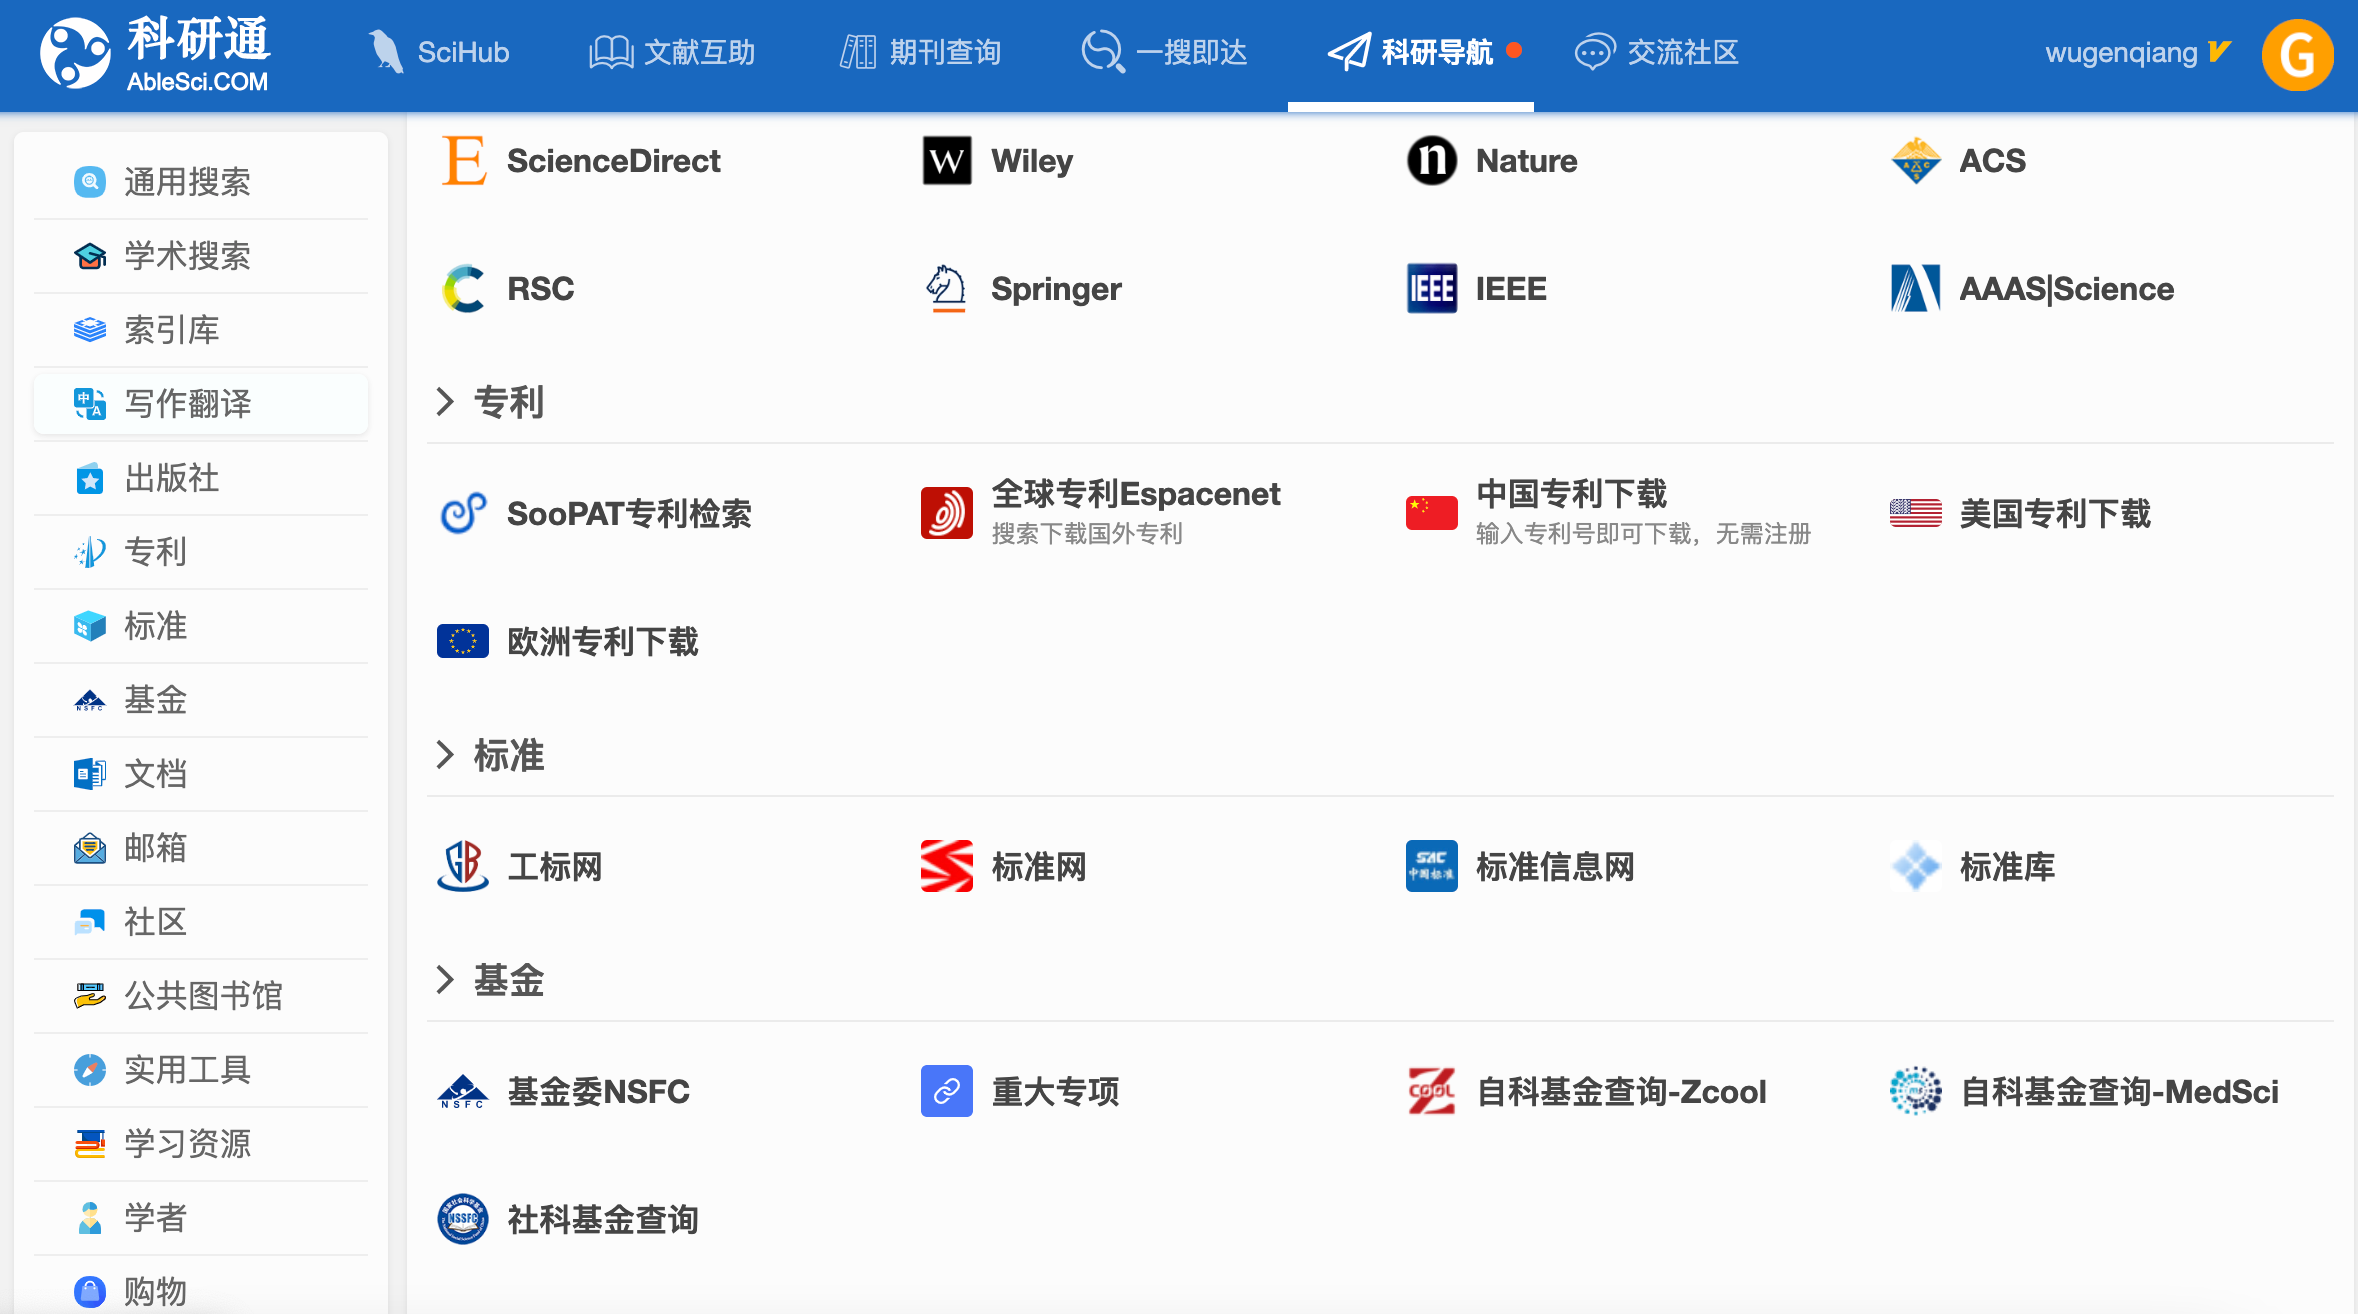 科研通
AbleSci.COM
SciHub
文献互助
期刊查询
一搜即达
科研导航
交流社区
wugenqiang
G
通用搜索
学术搜索
索引库
写作翻译
出版社
专利
标准
基金
文档
邮箱
社区
公共图书馆
实用工具
学习资源
学者
购物
ScienceDirect
Wiley
Nature
ACS
RSC
Springer
IEEE
AAAS|Science
专利
SooPAT专利检索
全球专利Espacenet
搜索下载国外专利
中国专利下载
输入专利号即可下载，无需注册
美国专利下载
欧洲专利下载
标准
工标网
标准网
标准信息网
标准库
基金
基金委NSFC
重大专项
自科基金查询-Zcool
自科基金查询-MedSci
社科基金查询